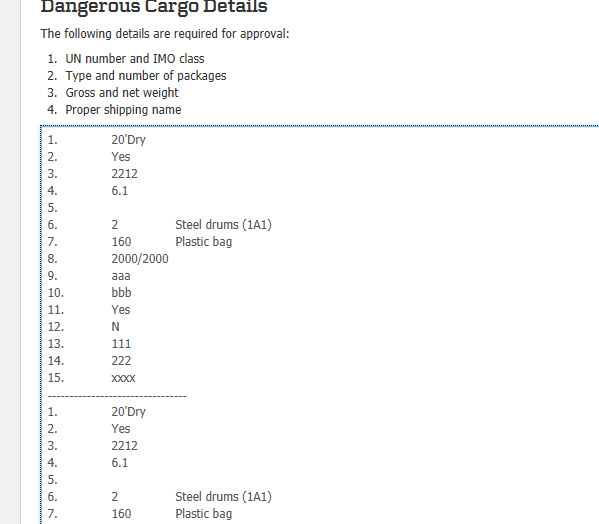 Dangerous Cargo Details
The following details are required for approval:
1. UN number and IMO class
2. Type and number of packages
3. Gross and net weight
4. Proper shipping name
1. 20'Dry
2. Yes
3. 2212
4. 6.1
5.
6. 2 Steel drums (1A1)
7. 160 Plastic bag
8. 2000/2000
9. aaa
10. bbb
11. Yes
12. N
13. 111
14. 222
15. xxxx
--------------------------------
1. 20'Dry
2. Yes
3. 2212
4. 6.1
5.
6. 2 Steel drums (1A1)
7. 160 Plastic bag